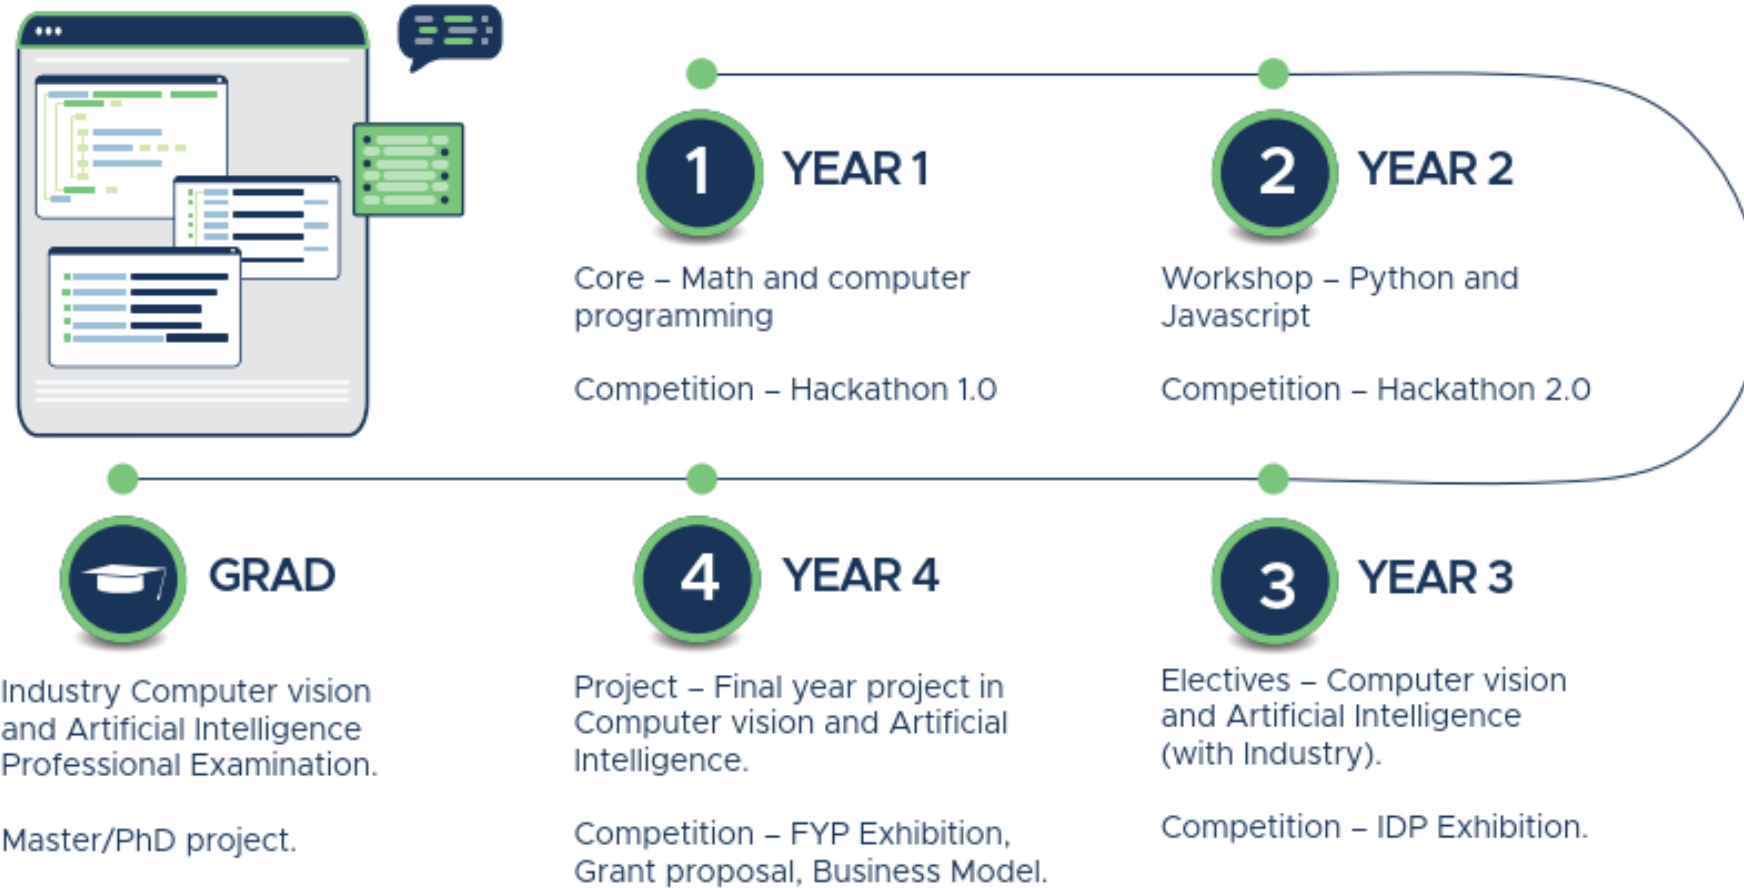 1 YEAR 1
Core – Math and computer
programming
Competition – Hackathon 1.0
2 YEAR 2
Workshop – Python and
Javascript
Competition – Hackathon 2.0
3 YEAR 3
Electives – Computer vision
and Artificial Intelligence
(with Industry).
Competition – IDP Exhibition.
4 YEAR 4
Project – Final year project in
Computer vision and Artificial
Intelligence.
Competition – FYP Exhibition,
Grant proposal, Business Model.
GRAD
Industry Computer vision
and Artificial Intelligence
Professional Examination.
Master/PhD project.